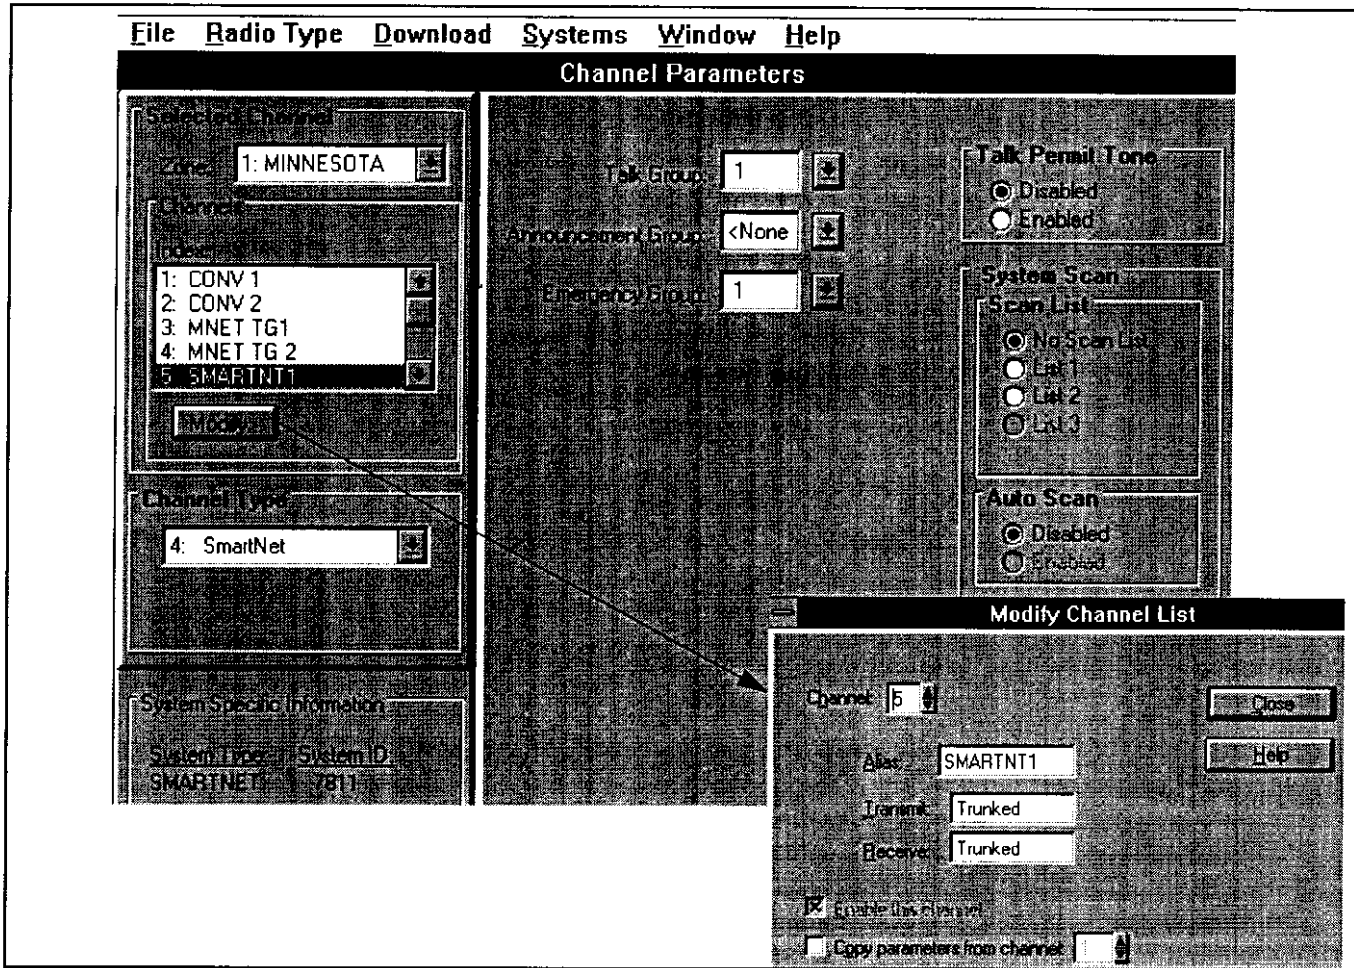 File Radio Type Download Systems Window Help
Channel Parameters
Selected Channel
Zone: 1: MINNESOTA
Channel
Index:
1: CONV 1
2: CONV 2
3: MNET TG1
4: MNET TG 2
5: SMARTNT1
Modify...
Channel Type
4: SmartNet
System Specific Information
System Type: System ID:
SMARTNET 7811
Talk Group: 1
Announcement Group: <None
Emergency Group: 1
Talk Permit Tone
Disabled
Enabled
System Scan
Scan List
No Scan List
List 1
List 2
List 3
Auto Scan
Disabled
Enabled
Modify Channel List
Channel: 5
Close
Help
Alias: SMARTNT1
Transmit: Trunked
Receive: Trunked
Enable this channel
Copy parameters from channel: